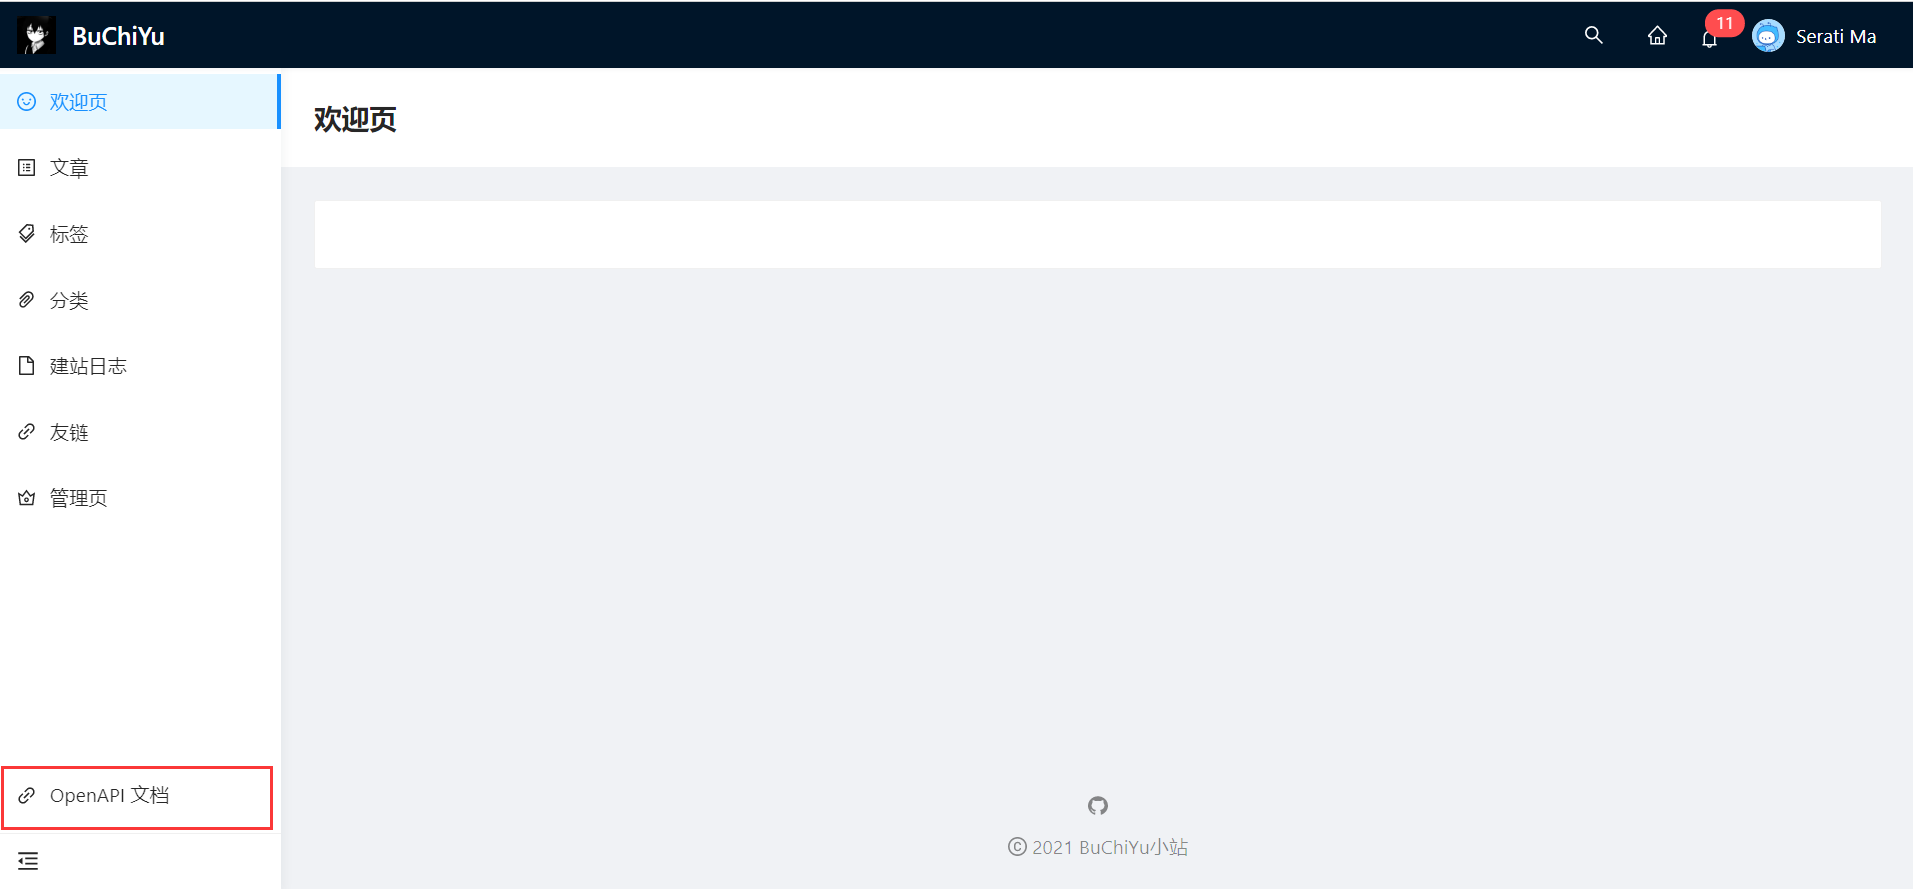 BuChiYu
11
Serati Ma
欢迎页
文章
标签
分类
建站日志
友链
管理页
OpenAPI 文档
欢迎页
© 2021 BuChiYu小站